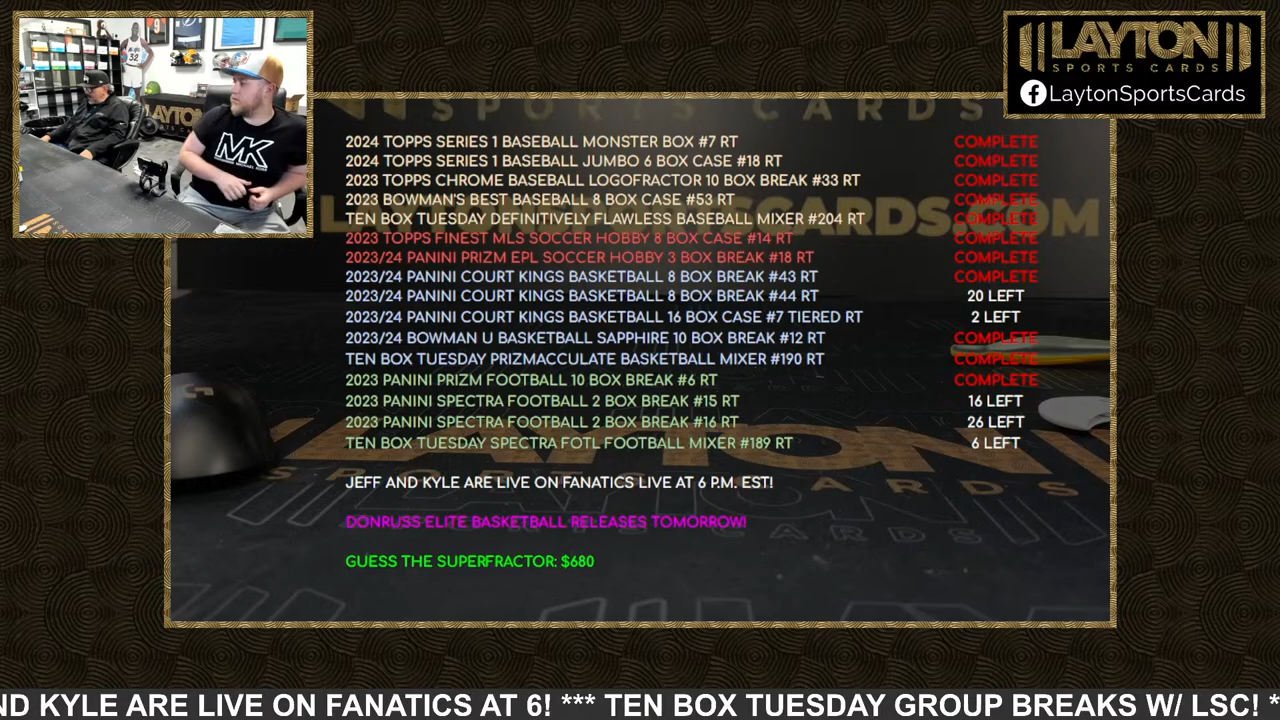 LAYTON
SPORTS CARDS
LaytonSportsCards
32
MK
SPORTS CARDS
2024 TOPPS SERIES 1 BASEBALL MONSTER BOX #7 RT COMPLETE
2024 TOPPS SERIES 1 BASEBALL JUMBO 6 BOX CASE #18 RT COMPLETE
2023 TOPPS CHROME BASEBALL LOGOFRACTOR 10 BOX BREAK #33 RT COMPLETE
2023 BOWMAN'S BEST BASEBALL 8 BOX CASE #53 RT COMPLETE
TEN BOX TUESDAY DEFINITIVELY FLAWLESS BASEBALL MIXER #204 RT COMPLETE
2023 TOPPS FINEST MLS SOCCER HOBBY 8 BOX CASE #14 RT COMPLETE
2023/24 PANINI PRIZM EPL SOCCER HOBBY 3 BOX BREAK #18 RT COMPLETE
2023/24 PANINI COURT KINGS BASKETBALL 8 BOX BREAK #43 RT COMPLETE
2023/24 PANINI COURT KINGS BASKETBALL 8 BOX BREAK #44 RT 20 LEFT
2023/24 PANINI COURT KINGS BASKETBALL 16 BOX CASE #7 TIERED RT 2 LEFT
2023/24 BOWMAN U BASKETBALL SAPPHIRE 10 BOX BREAK #12 RT COMPLETE
TEN BOX TUESDAY PRIZMACCULATE BASKETBALL MIXER #190 RT COMPLETE
2023 PANINI PRIZM FOOTBALL 10 BOX BREAK #6 RT COMPLETE
2023 PANINI SPECTRA FOOTBALL 2 BOX BREAK #15 RT 16 LEFT
2023 PANINI SPECTRA FOOTBALL 2 BOX BREAK #16 RT 26 LEFT
TEN BOX TUESDAY SPECTRA FOTL FOOTBALL MIXER #189 RT 6 LEFT
JEFF AND KYLE ARE LIVE ON FANATICS LIVE AT 6 P.M. EST!
DONRUSS ELITE BASKETBALL RELEASES TOMORROW!
GUESS THE SUPERFRACTOR: $680
ND KYLE ARE LIVE ON FANATICS AT 6! *** TEN BOX TUESDAY GROUP BREAKS W/ LSC! *